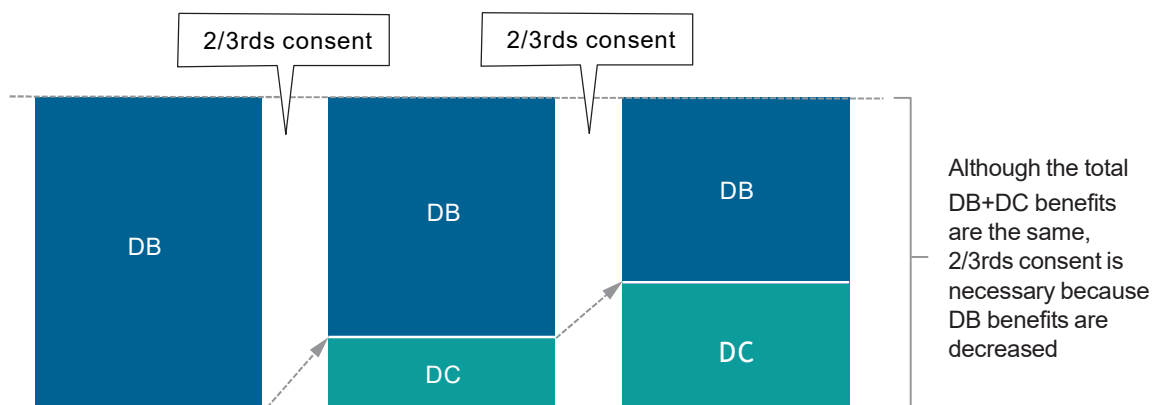 2/3rds consent
2/3rds consent
DB
DB
DC
DB
DC
Although the total
DB+DC benefits
are the same,
2/3rds consent is
necessary because
DB benefits are
decreased